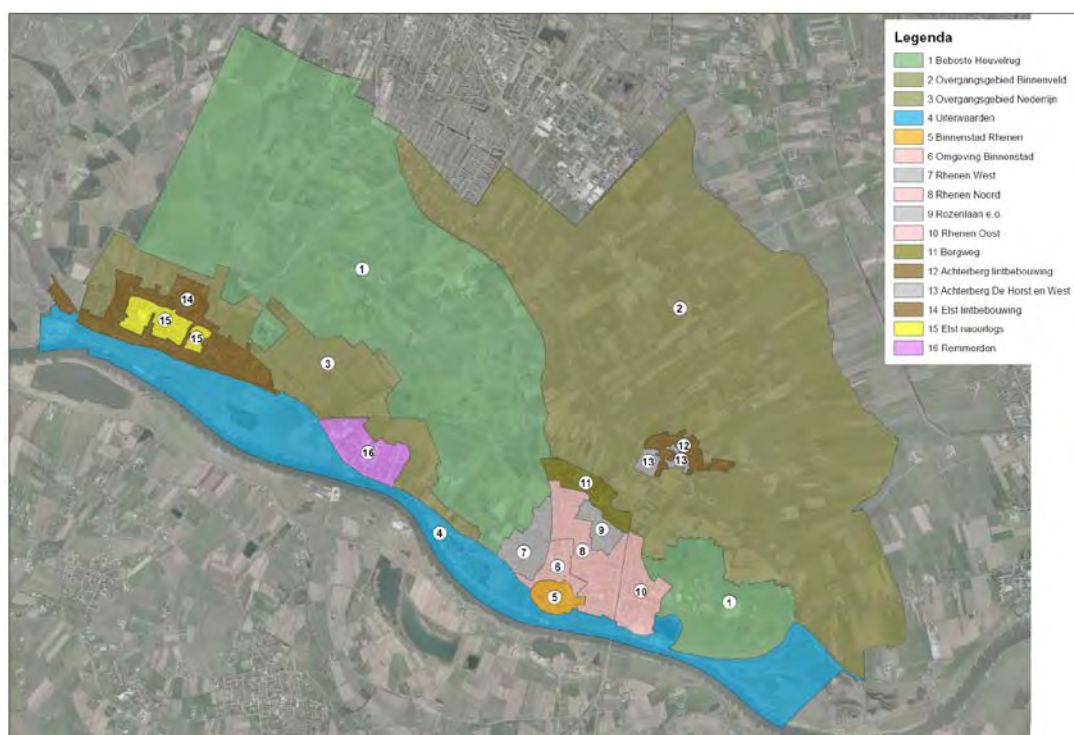 Legenda
1 Beboste Heuvelrug
2 Overgangsgebied Binnenveld
3 Overgangsgebied Nederrijn
4 Uiterwaarden
5 Binnenstad Rhenen
6 Omgeving Binnenstad
7 Rhenen West
8 Rhenen Noord
9 Rozenlaan e.o.
10 Rhenen Oost
11 Bergweg
12 Achterberg lintbebouwing
13 Achterberg De Horst en West
14 Elst lintbebouwing
15 Elst naoorlogs
16 Remmerden
1
2
14
15
15
3
12
13
13
16
11
9
4
7
8
6
5
10
1